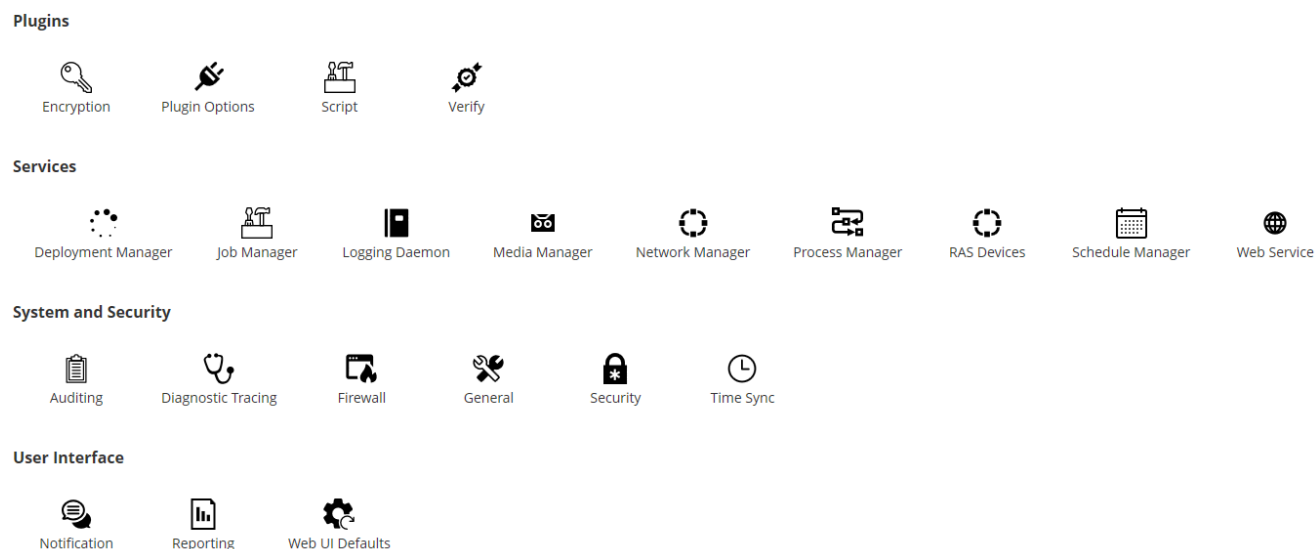 Plugins
Encryption Plugin Options Script Verify
Services
Deployment Manager Job Manager Logging Daemon Media Manager Network Manager Process Manager RAS Devices Schedule Manager Web Service
System and Security
Auditing Diagnostic Tracing Firewall General Security Time Sync
User Interface
Notification Reporting Web UI Defaults